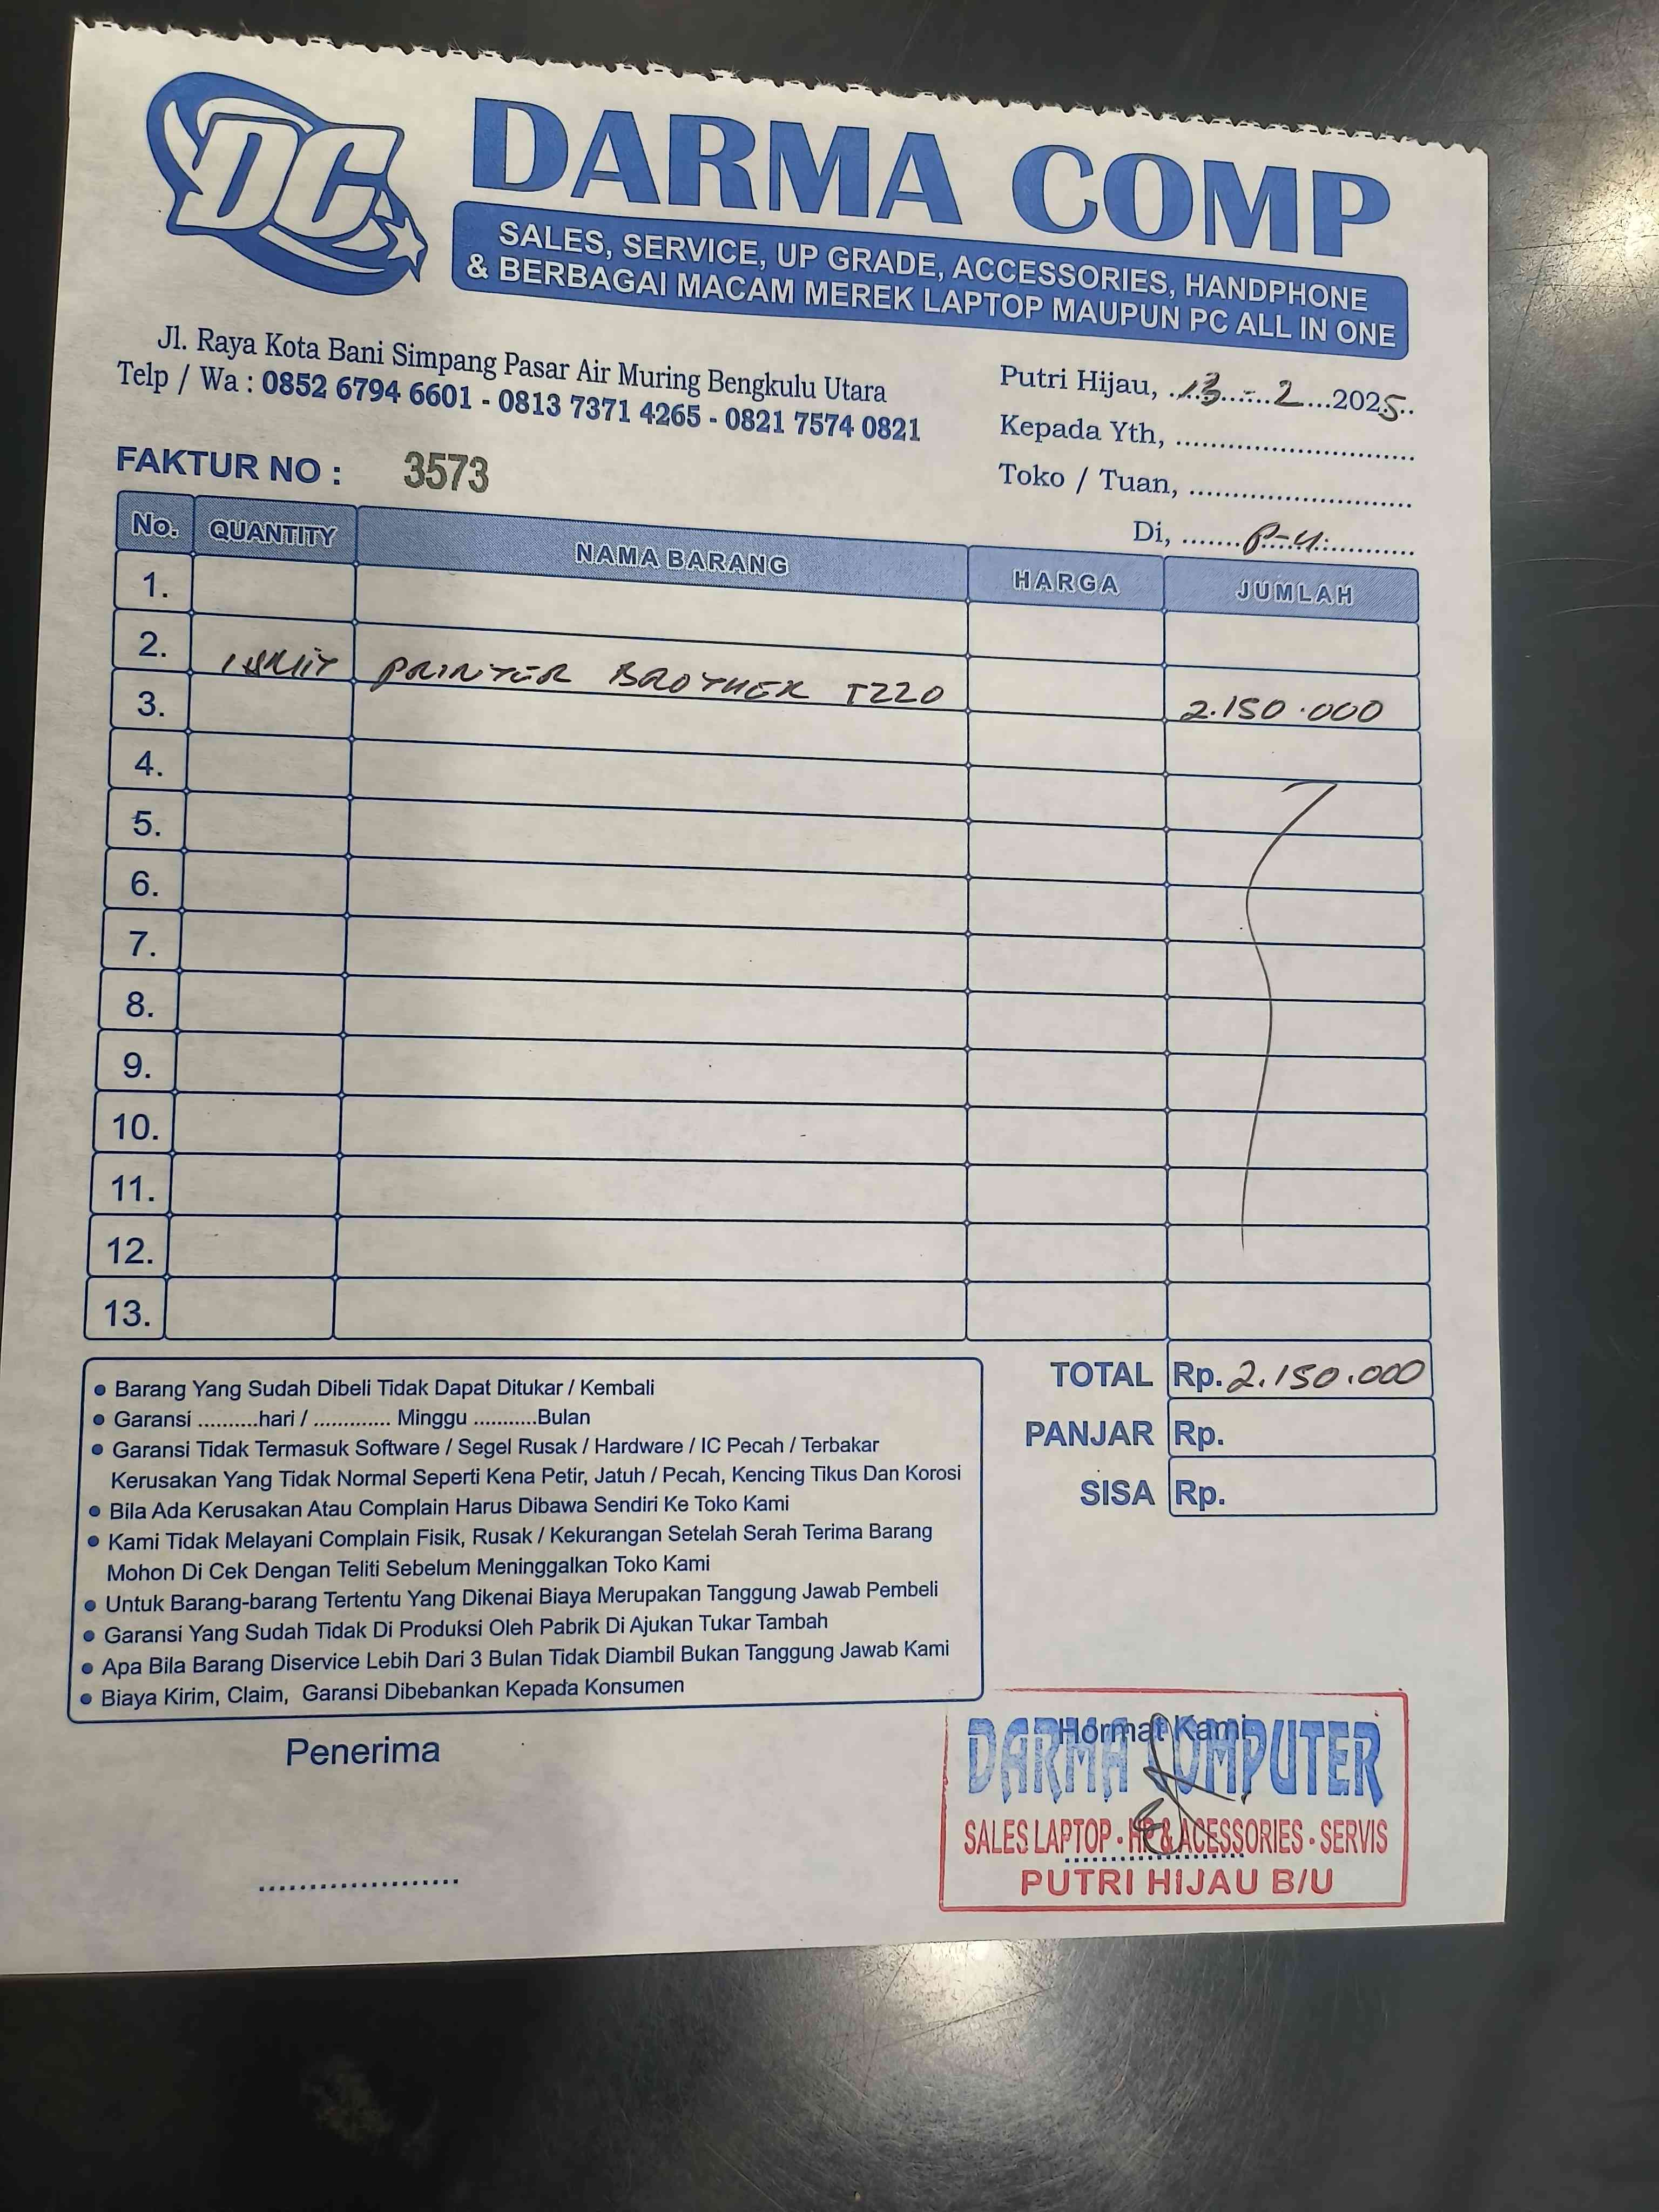 DC
DARMA COMP
SALES, SERVICE, UP GRADE, ACCESSORIES, HANDPHONE
& BERBAGAI MACAM MEREK LAPTOP MAUPUN PC ALL IN ONE
Jl. Raya Kota Bani Simpang Pasar Air Muring Bengkulu Utara
Telp / Wa : 0852 6794 6601 - 0813 7371 4265 - 0821 7574 0821
Putri Hijau, 13 - 2 2025
Kepada Yth, ..............................
Toko / Tuan, ..............................
Di, ....... P-H ............
FAKTUR NO : 3573
No. QUANTITY NAMA BARANG HARGA JUMLAH
1.
2. 1 UNIT PRINTER BROTHER T220 2.150.000
3.
4.
5.
6.
7.
8.
9.
10.
11.
12.
13.
TOTAL Rp. 2.150.000
PANJAR Rp.
SISA Rp.
• Barang Yang Sudah Dibeli Tidak Dapat Ditukar / Kembali
• Garansi ..........hari / ............. Minggu ...........Bulan
• Garansi Tidak Termasuk Software / Segel Rusak / Hardware / IC Pecah / Terbakar
Kerusakan Yang Tidak Normal Seperti Kena Petir, Jatuh / Pecah, Kencing Tikus Dan Korosi
• Bila Ada Kerusakan Atau Complain Harus Dibawa Sendiri Ke Toko Kami
• Kami Tidak Melayani Complain Fisik, Rusak / Kekurangan Setelah Serah Terima Barang
Mohon Di Cek Dengan Teliti Sebelum Meninggalkan Toko Kami
• Untuk Barang-barang Tertentu Yang Dikenai Biaya Merupakan Tanggung Jawab Pembeli
• Garansi Yang Sudah Tidak Di Produksi Oleh Pabrik Di Ajukan Tukar Tambah
• Apa Bila Barang Diservice Lebih Dari 3 Bulan Tidak Diambil Bukan Tanggung Jawab Kami
• Biaya Kirim, Claim, Garansi Dibebankan Kepada Konsumen
Penerima
Hormat Kami
DARMA COMPUTER
SALES LAPTOP - HP & ACESSORIES - SERVIS
PUTRI HIJAU B/U